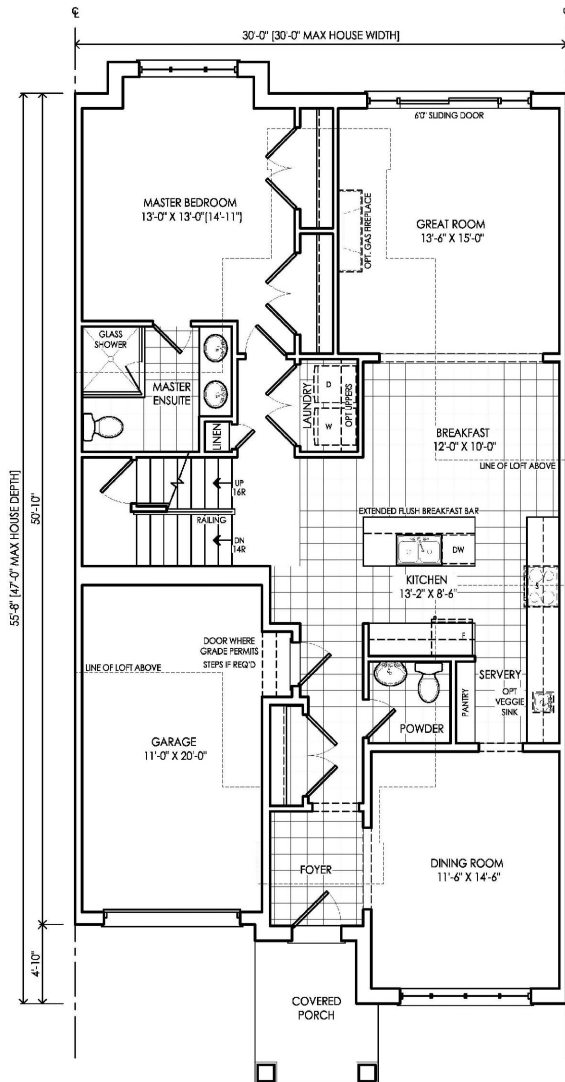 30'-0" [30'-0" MAX HOUSE WIDTH]
6'0" SLIDING DOOR
MASTER BEDROOM
13'-0" X 13'-0"(14'-11")
OPT. GAS FIREPLACE
GREAT ROOM
13'-6" X 15'-0"
GLASS
SHOWER
MASTER
ENSUITE
LINEN
LAUNDRY
D
W
OPT UPPERS
BREAKFAST
12'-0" X 10'-0"
LINE OF LOFT ABOVE
UP
16R
RAILING
DN
14R
EXTENDED FLUSH BREAKFAST BAR
DW
S
KITCHEN
13'-2" X 8'-6"
F
55'-8" [47'-0" MAX HOUSE DEPTH]
50'-10"
DOOR WHERE
GRADE PERMITS
STEPS IF REQ'D
LINE OF LOFT ABOVE
SERVERY
OPT
VEGGIE
SINK
PANTRY
POWDER
GARAGE
11'-0" X 20'-0"
FOYER
DINING ROOM
11'-6" X 14'-6"
4'-10"
COVERED
PORCH